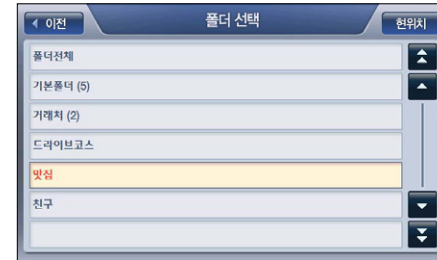 이전
폴더 선택
현위치
폴더전체
기본폴더 (5)
거래처 (2)
드라이브코스
맛집
친구